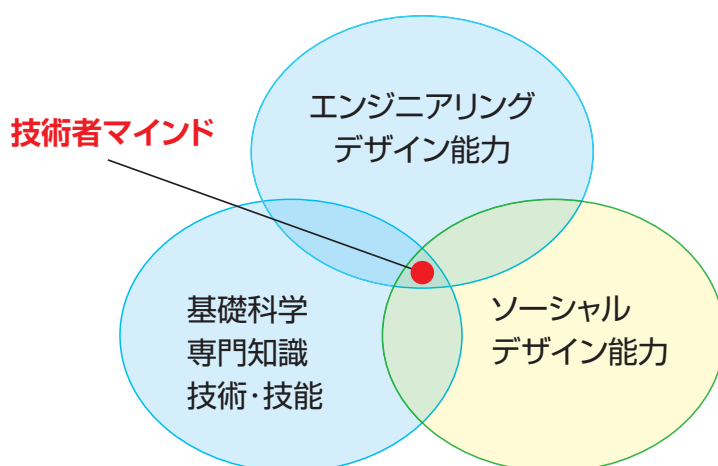 エンジニアリング
デザイン能力
技術者マインド
基礎科学
専門知識
技術・技能
ソーシャル
デザイン能力